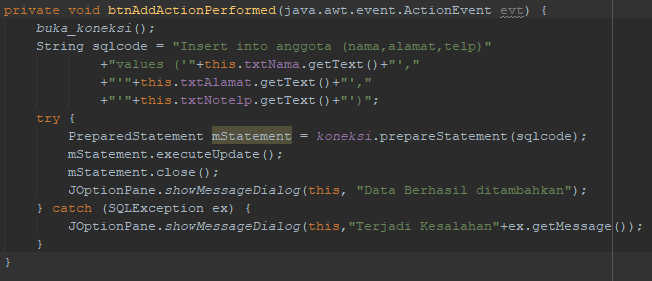 private void btnAddActionPerformed(java.awt.event.ActionEvent evt) {
    buka_koneksi();
    String sqlcode = "Insert into anggota (nama,alamat,telp)"
            +"values ('"+this.txtNama.getText()+"',"
            +"'"+this.txtAlamat.getText()+"',"
            +"'"+this.txtNotelp.getText()+"')";
    try {
        PreparedStatement mStatement = koneksi.prepareStatement(sqlcode);
        mStatement.executeUpdate();
        mStatement.close();
        JOptionPane.showMessageDialog(this, "Data Berhasil ditambahkan");
    } catch (SQLException ex) {
        JOptionPane.showMessageDialog(this,"Terjadi Kesalahan"+ex.getMessage());
    }
}